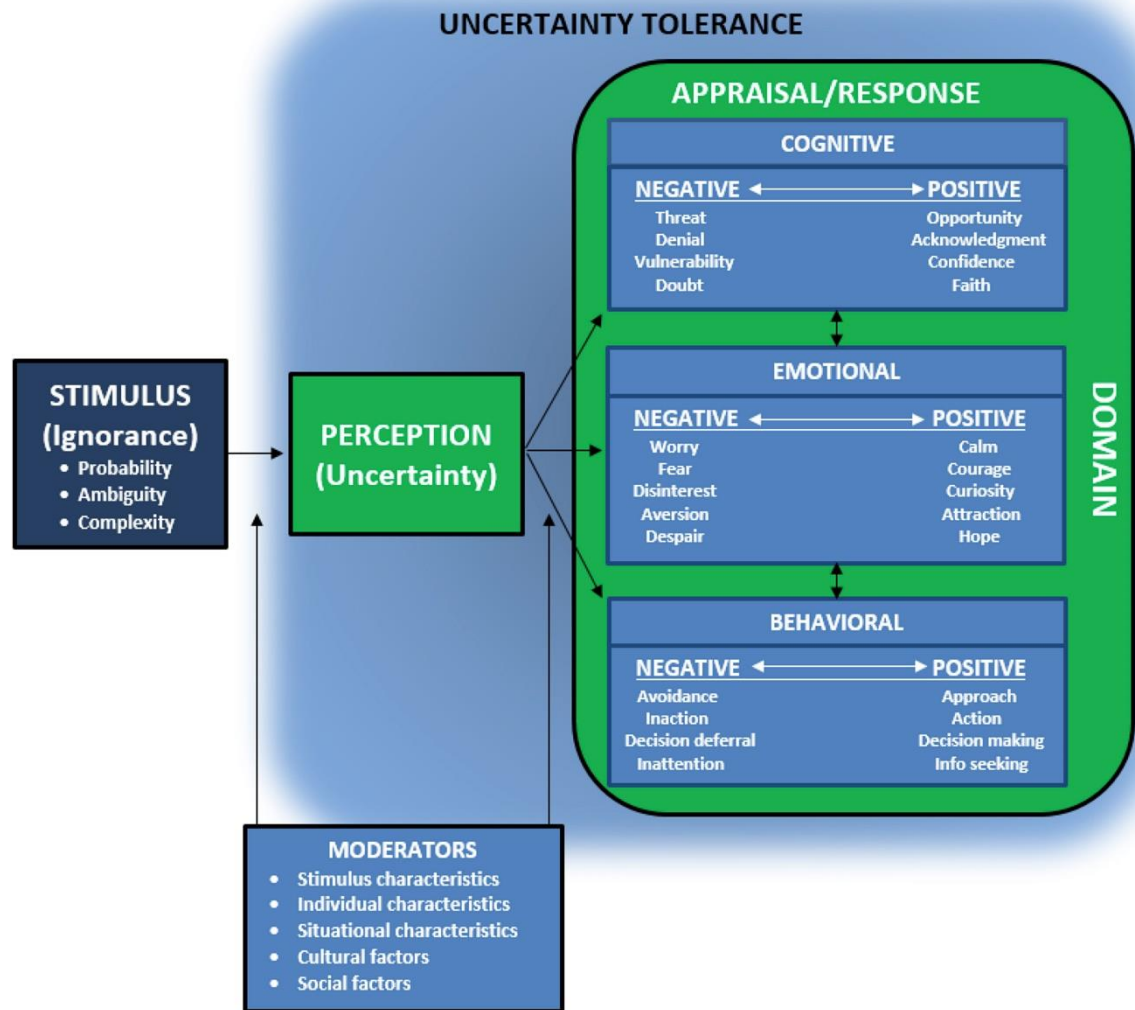 UNCERTAINTY TOLERANCE
APPRAISAL/RESPONSE
COGNITIVE
NEGATIVE POSITIVE
Threat Opportunity
Denial Acknowledgment
Vulnerability Confidence
Doubt Faith
STIMULUS
(Ignorance)
• Probability
• Ambiguity
• Complexity
PERCEPTION
(Uncertainty)
EMOTIONAL
NEGATIVE POSITIVE
Worry Calm
Fear Courage
Disinterest Curiosity
Aversion Attraction
Despair Hope
DOMAIN
BEHAVIORAL
NEGATIVE POSITIVE
Avoidance Approach
Inaction Action
Decision deferral Decision making
Inattention Info seeking
MODERATORS
• Stimulus characteristics
• Individual characteristics
• Situational characteristics
• Cultural factors
• Social factors